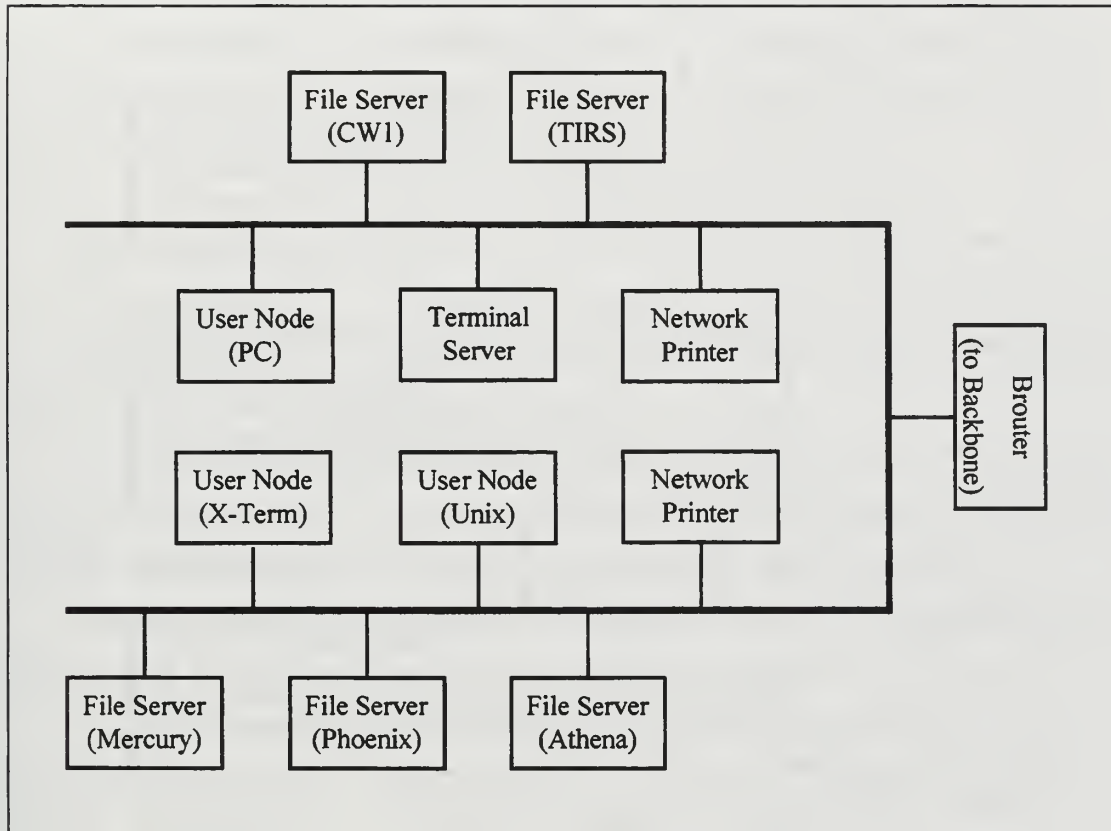 File Server
(CW1)
File Server
(TIRS)
User Node
(PC)
Terminal
Server
Network
Printer
Brouter
(to Backbone)
User Node
(X-Term)
User Node
(Unix)
Network
Printer
File Server
(Mercury)
File Server
(Phoenix)
File Server
(Athena)